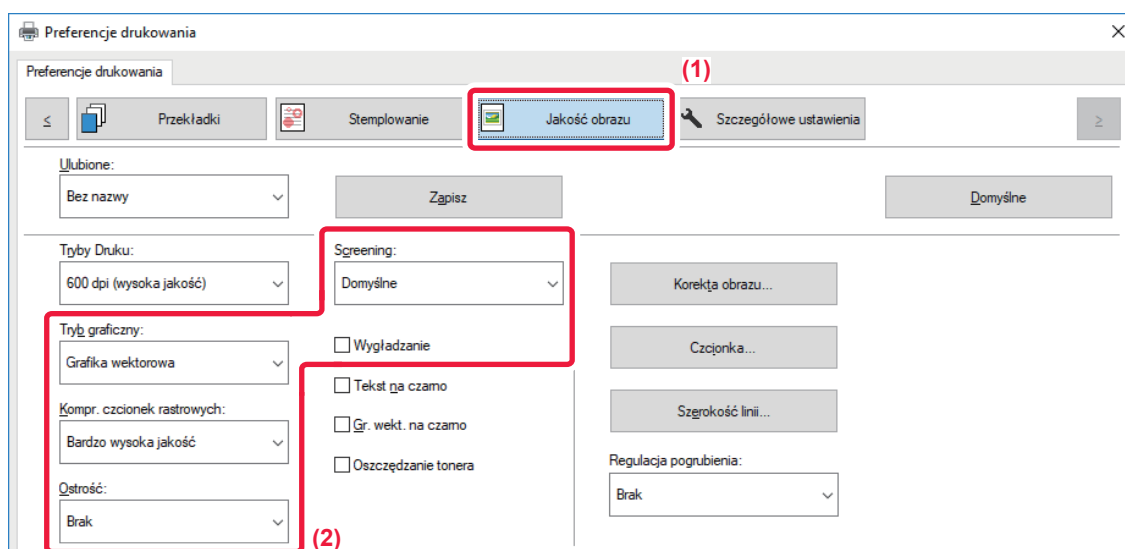 Preferencje drukowania
Preferencje drukowania
(1)
≤ Przekładki Stemplowanie Jakość obrazu Szczegółowe ustawienia ≥
Ulubione:
Bez nazwy Zapisz Domyślne
Tryby Druku: Screening:
600 dpi (wysoka jakość) Domyślne Korekta obrazu...
Tryb graficzny:
Grafika wektorowa Wygładzanie Czcionka...
Tekst na czarno
Kompr. czcionek rastrowych:
Bardzo wysoka jakość Gr. wekt. na czarno Szerokość linii...
Oszczędzanie tonera Regulacja pogrubienia:
Ostrość:
Brak Brak
(2)